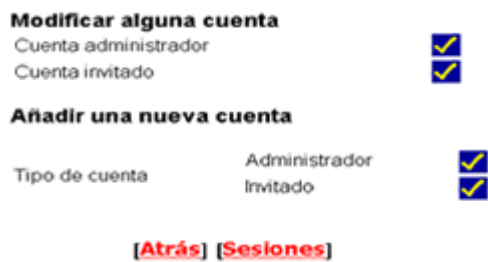 Modificar alguna cuenta
Cuenta administrador
Cuenta invitado
Añadir una nueva cuenta
Tipo de cuenta
Administrador
Invitado
[Atrás] [Sesiones]